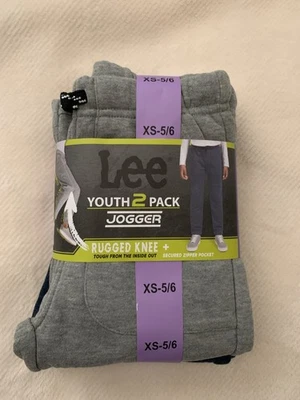 XS-5/6
Lee
YOUTH 2 PACK
JOGGER
RUGGED KNEE +
TOUGH FROM THE INSIDE OUT
SECURED ZIPPER POCKET
XS-5/6
XS-5/6